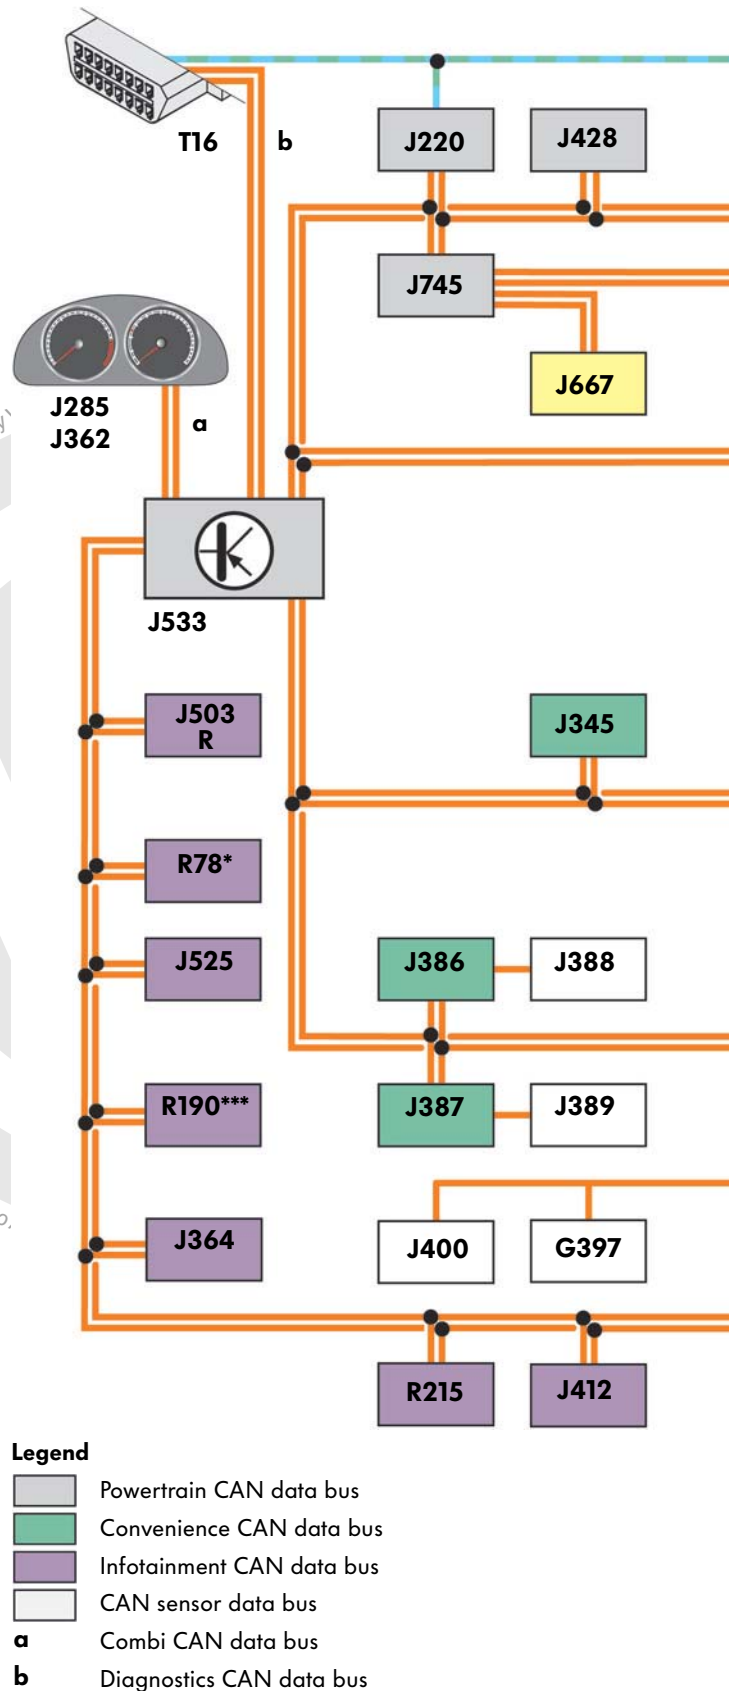 T16
b
J220
J428
J745
J667
J285
J362
a
J533
J503
R
J345
R78*
J525
J386
J388
R190***
J387
J389
J364
J400
G397
R215
J412
Legend
Powertrain CAN data bus
Convenience CAN data bus
Infotainment CAN data bus
CAN sensor data bus
a Combi CAN data bus
b Diagnostics CAN data bus